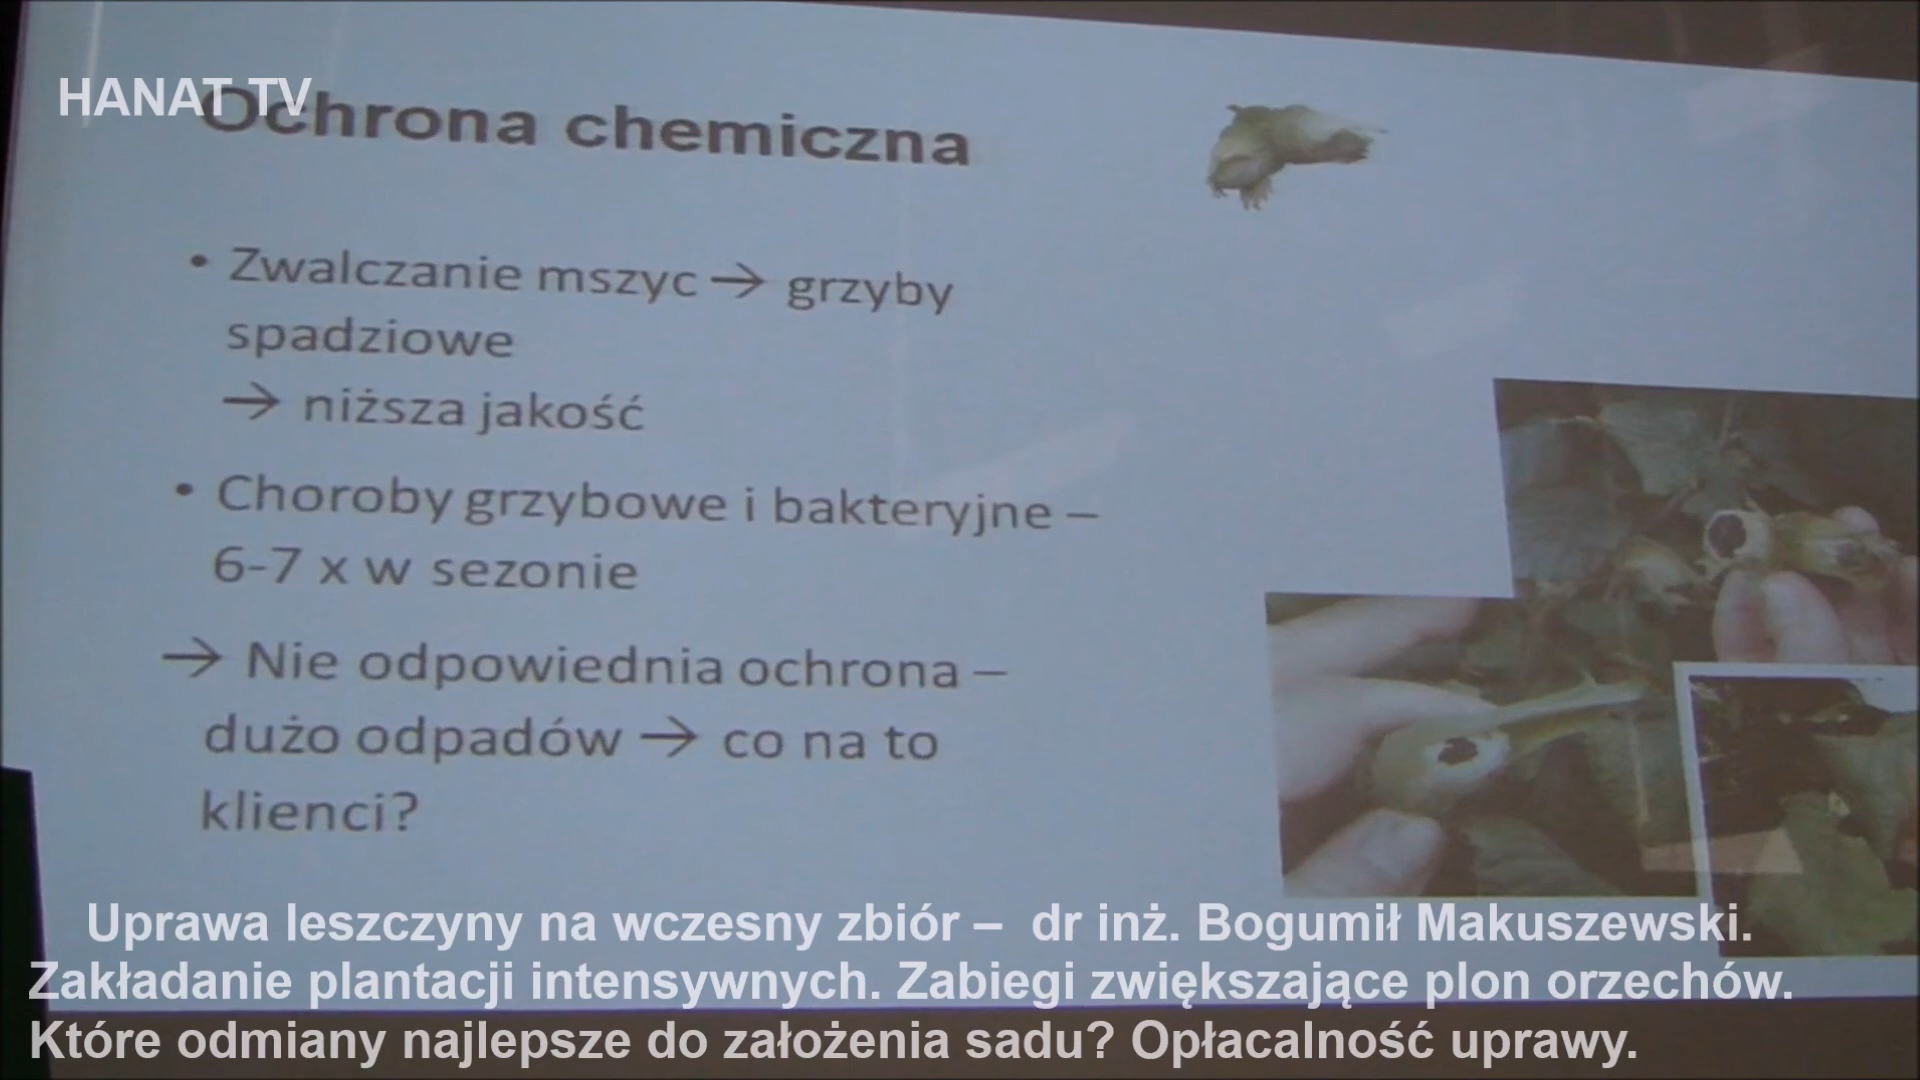 HANAT TV
Ochrona chemiczna
• Zwalczanie mszyc → grzyby
spadziowe
→ niższa jakość
• Choroby grzybowe i bakteryjne –
6-7 x w sezonie
→ Nie odpowiednia ochrona –
dużo odpadów → co na to
klienci?
Uprawa leszczyny na wczesny zbiór – dr inż. Bogumił Makuszewski.
Zakładanie plantacji intensywnych. Zabiegi zwiększające plon orzechów.
Które odmiany najlepsze do założenia sadu? Opłacalność uprawy.